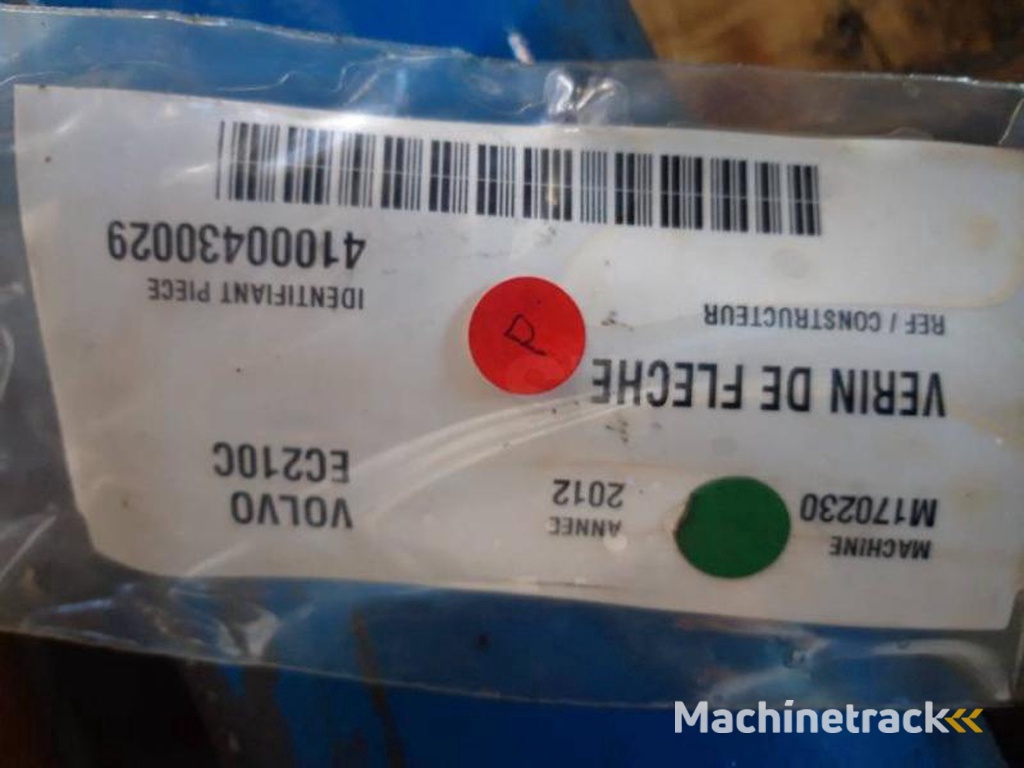 MACHINE
M170230
ANNEE
2012
VOLVO
EC210C
VERIN DE FLECHE
REF / CONSTRUCTEUR
IDENTIFIANT PIECE
41000430029
Machinetrack